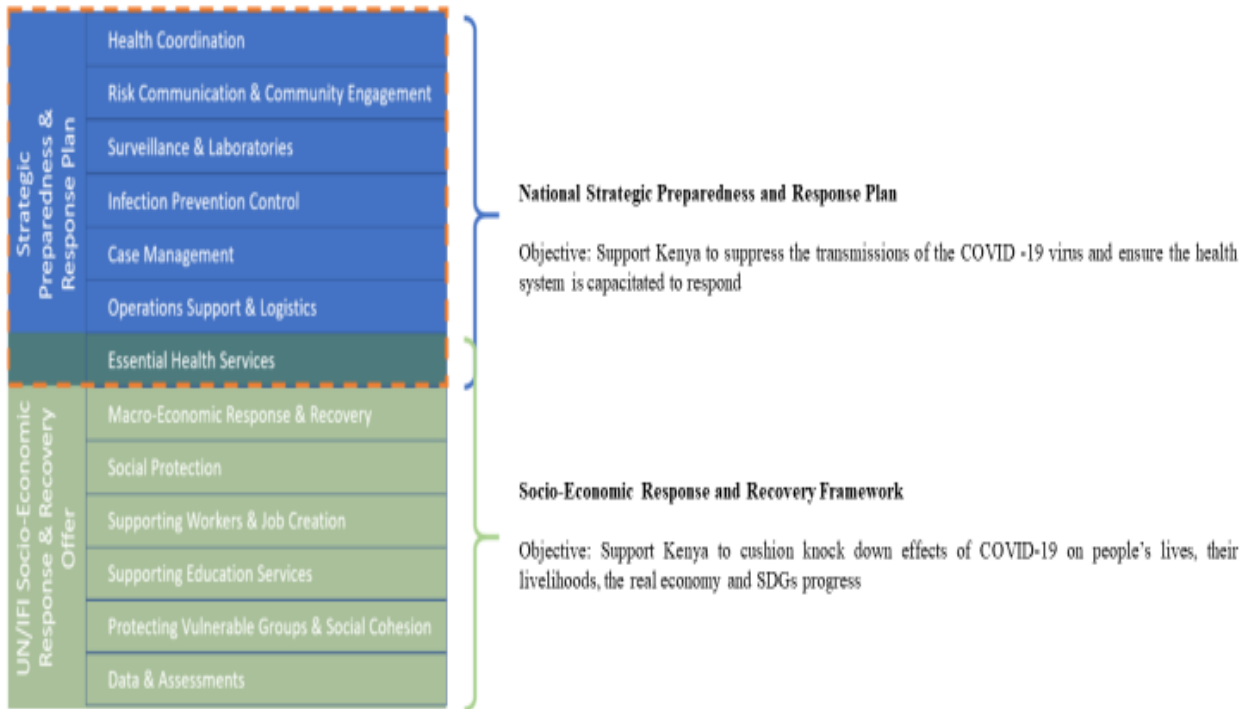 Strategic
Preparedness &
Response Plan
Health Coordination
Risk Communication & Community Engagement
Surveillance & Laboratories
Infection Prevention Control
Case Management
Operations Support & Logistics
Essential Health Services
UN/IFI Socio-Economic
Response & Recovery
Offer
Macro-Economic Response & Recovery
Social Protection
Supporting Workers & Job Creation
Supporting Education Services
Protecting Vulnerable Groups & Social Cohesion
Data & Assessments
National Strategic Preparedness and Response Plan
Objective: Support Kenya to suppress the transmissions of the COVID -19 virus and ensure the health
system is capacitated to respond
Socio-Economic Response and Recovery Framework
Objective: Support Kenya to cushion knock down effects of COVID-19 on people's lives, their
livelihoods, the real economy and SDGs progress